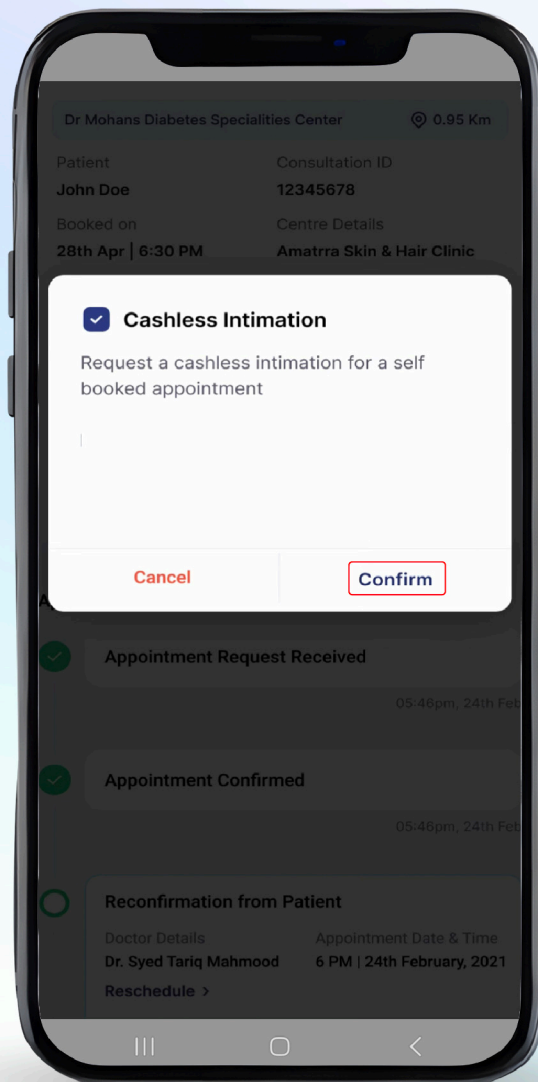 Dr Mohans Diabetes Specialities Center 0.95 Km
Patient Consultation ID
John Doe 12345678
Booked on Centre Details
28th Apr | 6:30 PM Amatrra Skin & Hair Clinic
Cashless Intimation
Request a cashless intimation for a self
booked appointment
Cancel Confirm
Appointment Request Received
05:46pm, 24th Feb
Appointment Confirmed
05:46pm, 24th Feb
Reconfirmation from Patient
Doctor Details Appointment Date & Time
Dr. Syed Tariq Mahmood 6 PM | 24th February, 2021
Reschedule >